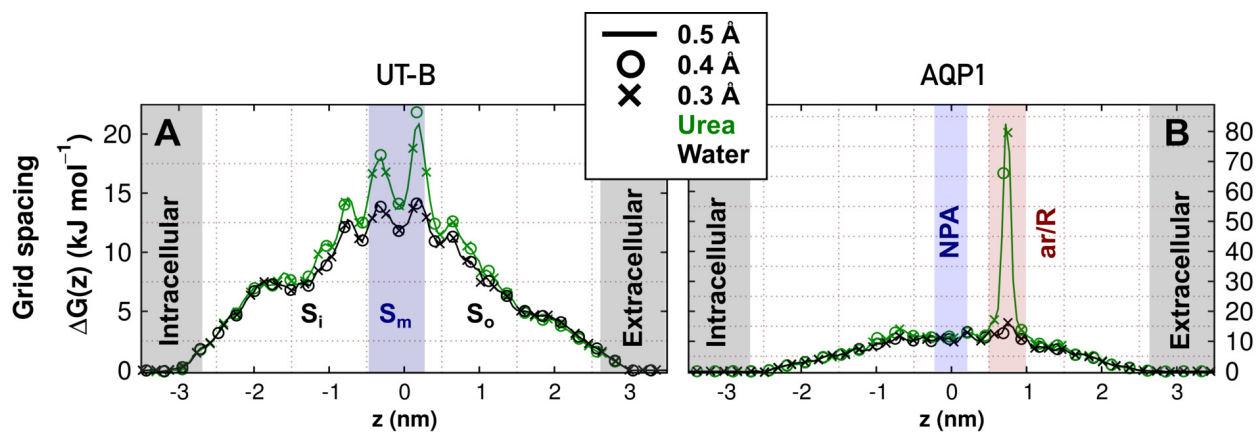 UT-B
AQP1
0.5 Å
0.4 Å
0.3 Å
Urea
Water
Grid spacing
ΔG(z) (kJ mol⁻¹)
20
15
10
5
0
A
Intracellular
Sᵢ
Sₘ
Sₒ
Extracellular
-3 -2 -1 0 1 2 3
z (nm)
B
Intracellular
NPA
ar/R
Extracellular
80
70
60
50
40
30
20
10
0
-3 -2 -1 0 1 2 3
z (nm)